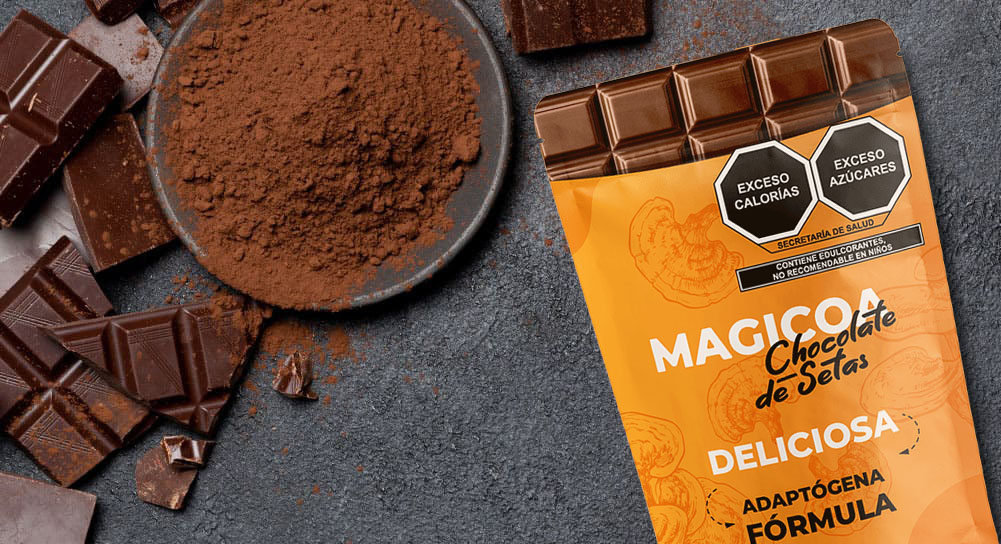 EXCESO
CALORÍAS
EXCESO
AZÚCARES
SECRETARÍA DE SALUD
CONTIENE EDULCORANTES,
NO RECOMENDABLE EN NIÑOS
MAGICOA
Chocolate
de Setas
DELICIOSA
ADAPTÓGENA
FÓRMULA